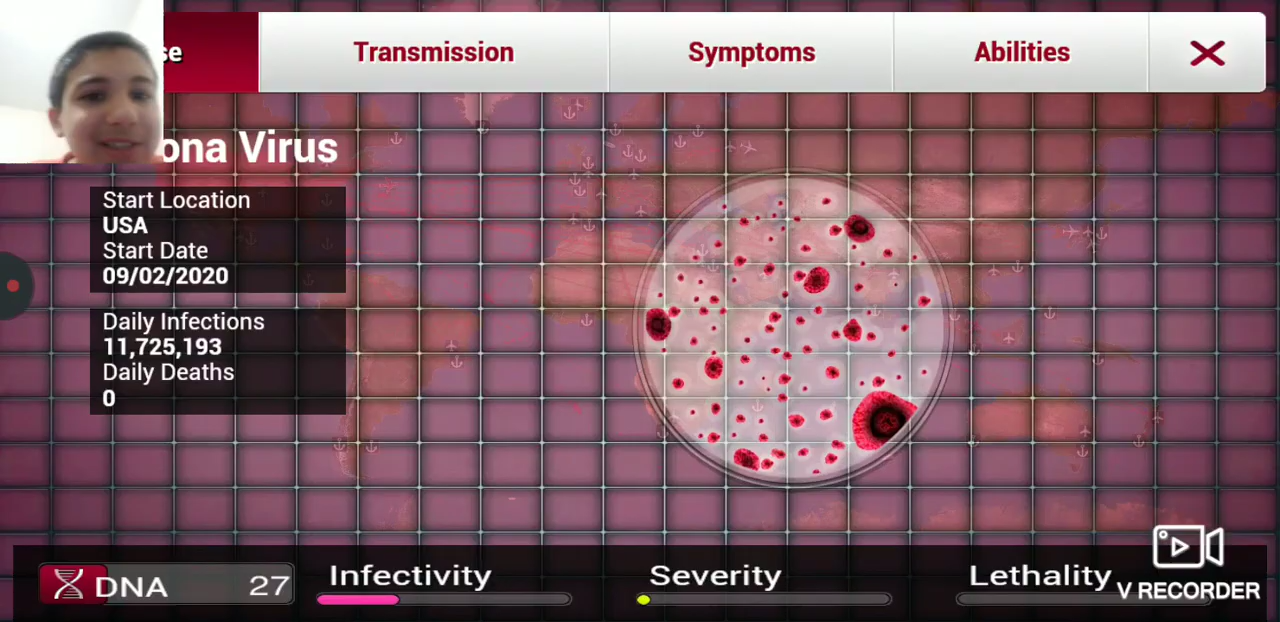 se
Transmission
Symptoms
Abilities
ona Virus
Start Location
USA
Start Date
09/02/2020
Daily Infections
11,725,193
Daily Deaths
0
DNA
27
Infectivity
Severity
Lethality
V RECORDER